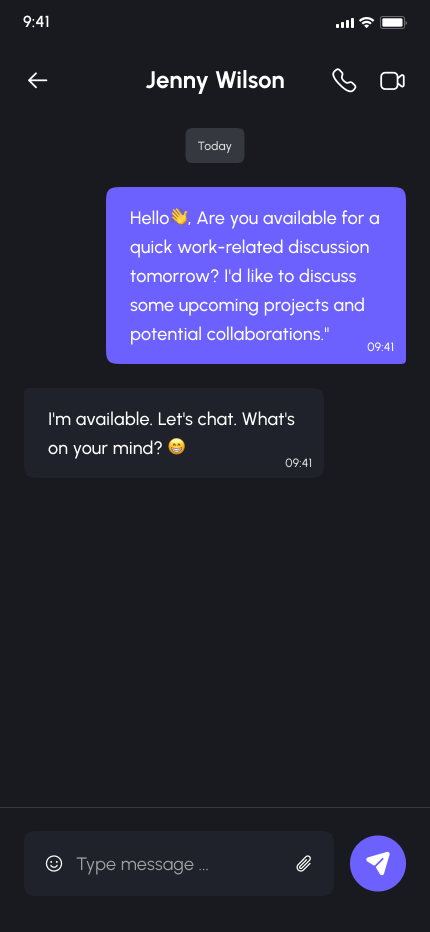 9:41
Jenny Wilson
Today
Hello👋, Are you available for a
quick work-related discussion
tomorrow? I'd like to discuss
some upcoming projects and
potential collaborations."
09:41
I'm available. Let's chat. What's
on your mind? 😁
09:41
Type message ...